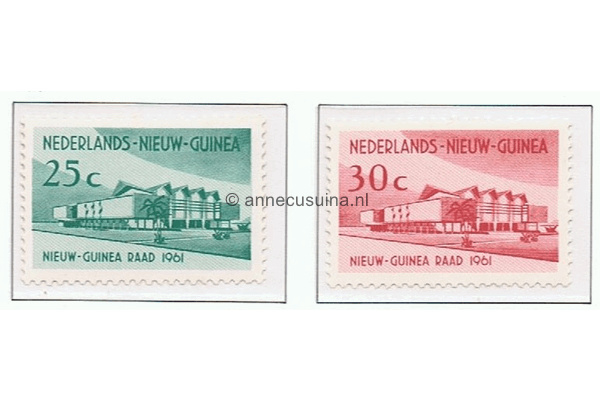 NEDERLANDS-NIEUW-GUINEA
25 c
NIEUW-GUINEA RAAD 1961
NEDERLANDS-NIEUW-GUINEA
30 c
NIEUW-GUINEA RAAD 1961
© annecusuina.nl